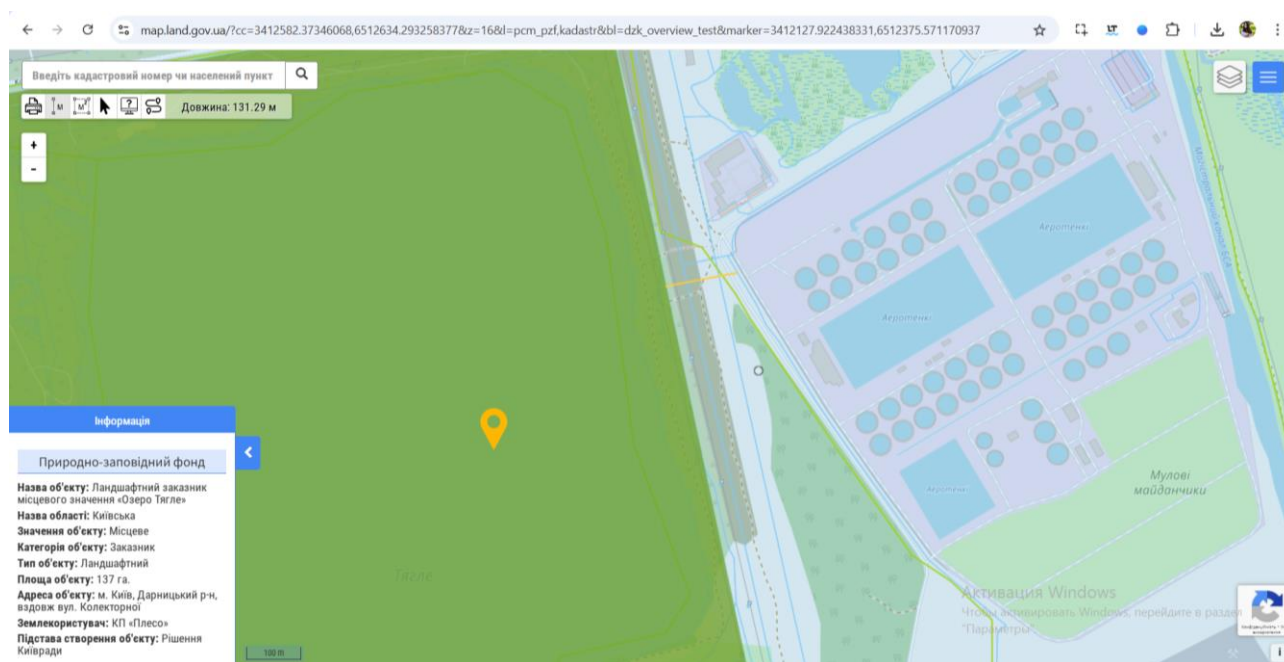 map.land.gov.ua/?cc=3412582.37346068,6512634.293258377&z=16&l=pcm_pzf,kadastr&bl=dzk_overview_test&marker=3412127.922438331,6512375.571170937
Введіть кадастровий номер чи населений пункт
Довжина: 131.29 м
+
-
Аеротенки
Аеротенки
Аеротенки
Магістральний канал БСА
Мулові
майданчики
Тягле
Інформація
Природно-заповідний фонд
Назва об'єкту: Ландшафтний заказник
місцевого значення «Озеро Тягле»
Назва області: Київська
Значення об'єкту: Місцеве
Категорія об'єкту: Заказник
Тип об'єкту: Ландшафтний
Площа об'єкту: 137 га.
Адреса об'єкту: м. Київ, Дарницький р-н,
вздовж вул. Колекторної
Землекористувач: КП «Плесо»
Підстава створення об'єкту: Рішення
Київради
100 m
Активация Windows
Чтобы активировать Windows, перейдите в раздел
"Параметры".